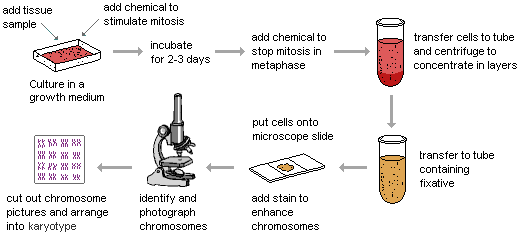 add tissue
sample
add chemical to
stimulate mitosis
Culture in a
growth medium
incubate
for 2-3 days
add chemical to
stop mitosis in
metaphase
transfer cells to tube
and centrifuge to
concentrate in layers
transfer to tube
containing
fixative
put cells onto
microscope slide
add stain to
enhance
chromosomes
identify and
photograph
chromosomes
cut out chromosome
pictures and arrange
into karyotype